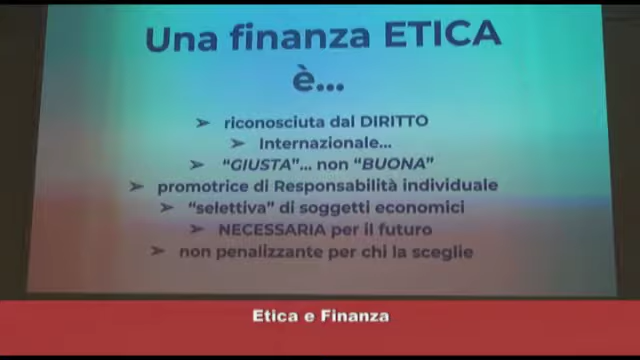 Una finanza ETICA
è...
➤ riconosciuta dal DIRITTO
➤ Internazionale...
➤ “GIUSTA”... non “BUONA”
➤ promotrice di Responsabilità individuale
➤ “selettiva” di soggetti economici
➤ NECESSARIA per il futuro
➤ non penalizzante per chi la sceglie
Etica e Finanza